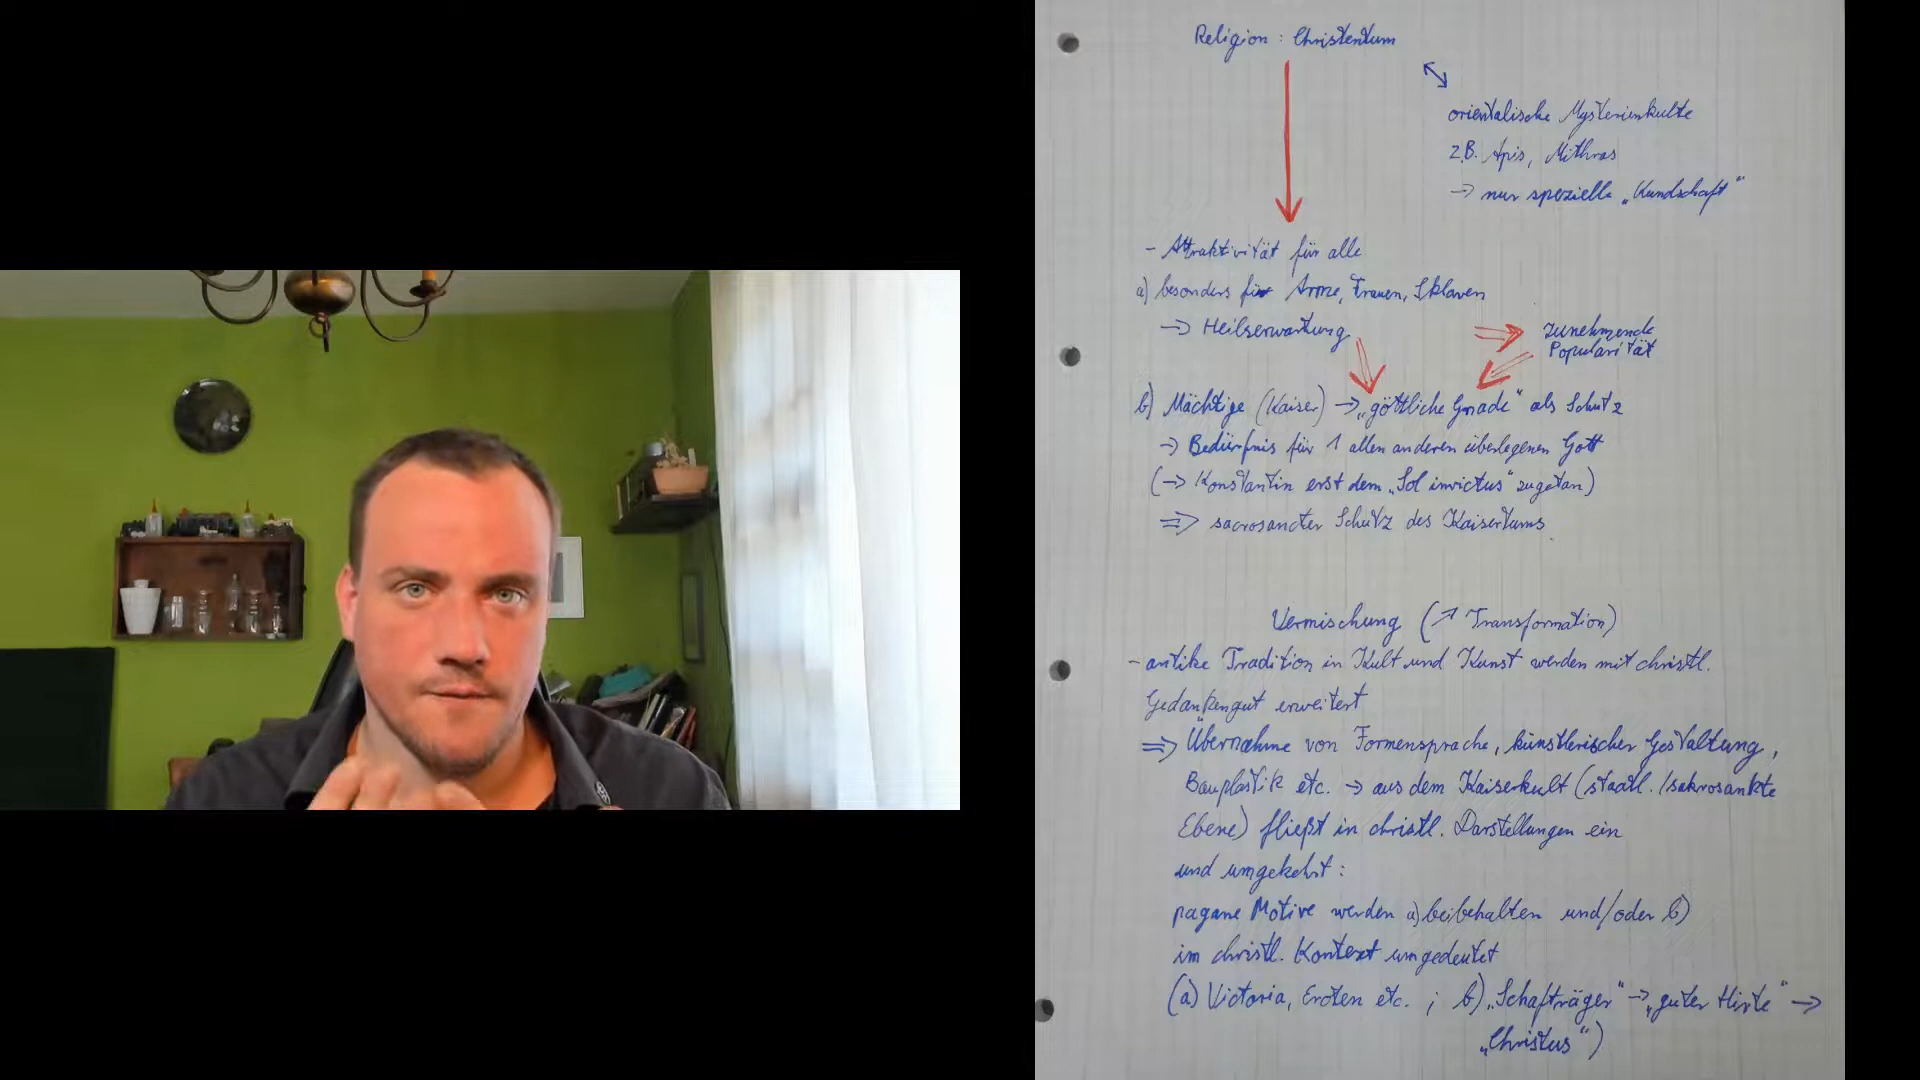 Religion : Christentum
orientalische Mysterienkulte
z.B. Apis, Mithras
→ nur spezielle „Kundschaft"
- Attraktivität für alle
a) besonders für Arme, Frauen, Sklaven
→ Heilserwartung
zunehmende
Popularität
b) Mächtige (Kaiser) → „göttliche Gnade" als Schutz
→ Bedürfnis für 1 allen anderen überlegenen Gott
(→ Konstantin erst dem „Sol invictus" zugetan)
⇒ sacrosancter Schutz des Kaisertums
Vermischung (↗ Transformation)
- antike Tradition in Kult und Kunst werden mit christl.
Gedankengut erweitert
⇒ Übernahme von Formensprache, künstlerischer Gestaltung,
Bauplastik etc. → aus dem Kaiserkult (staatl. /sakrosankte
Ebene) fließt in christl. Darstellungen ein
und umgekehrt :
pagane Motive werden a) beibehalten und/oder b)
im christl. Kontext umgedeutet
(a) Victoria, Eroten etc. ; b) „Schafträger" → „guter Hirte" →
„Christus")